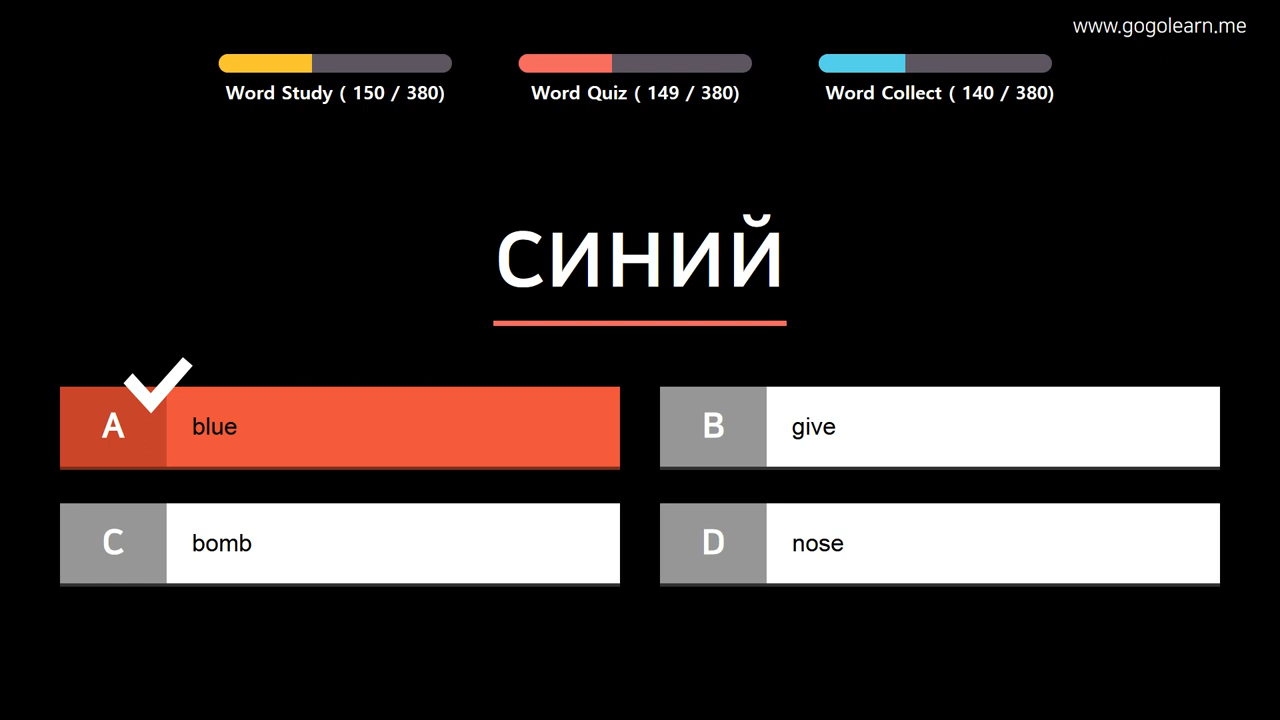 www.gogolearn.me
Word Study ( 150 / 380)
Word Quiz ( 149 / 380)
Word Collect ( 140 / 380)
синий
A
blue
B
give
C
bomb
D
nose